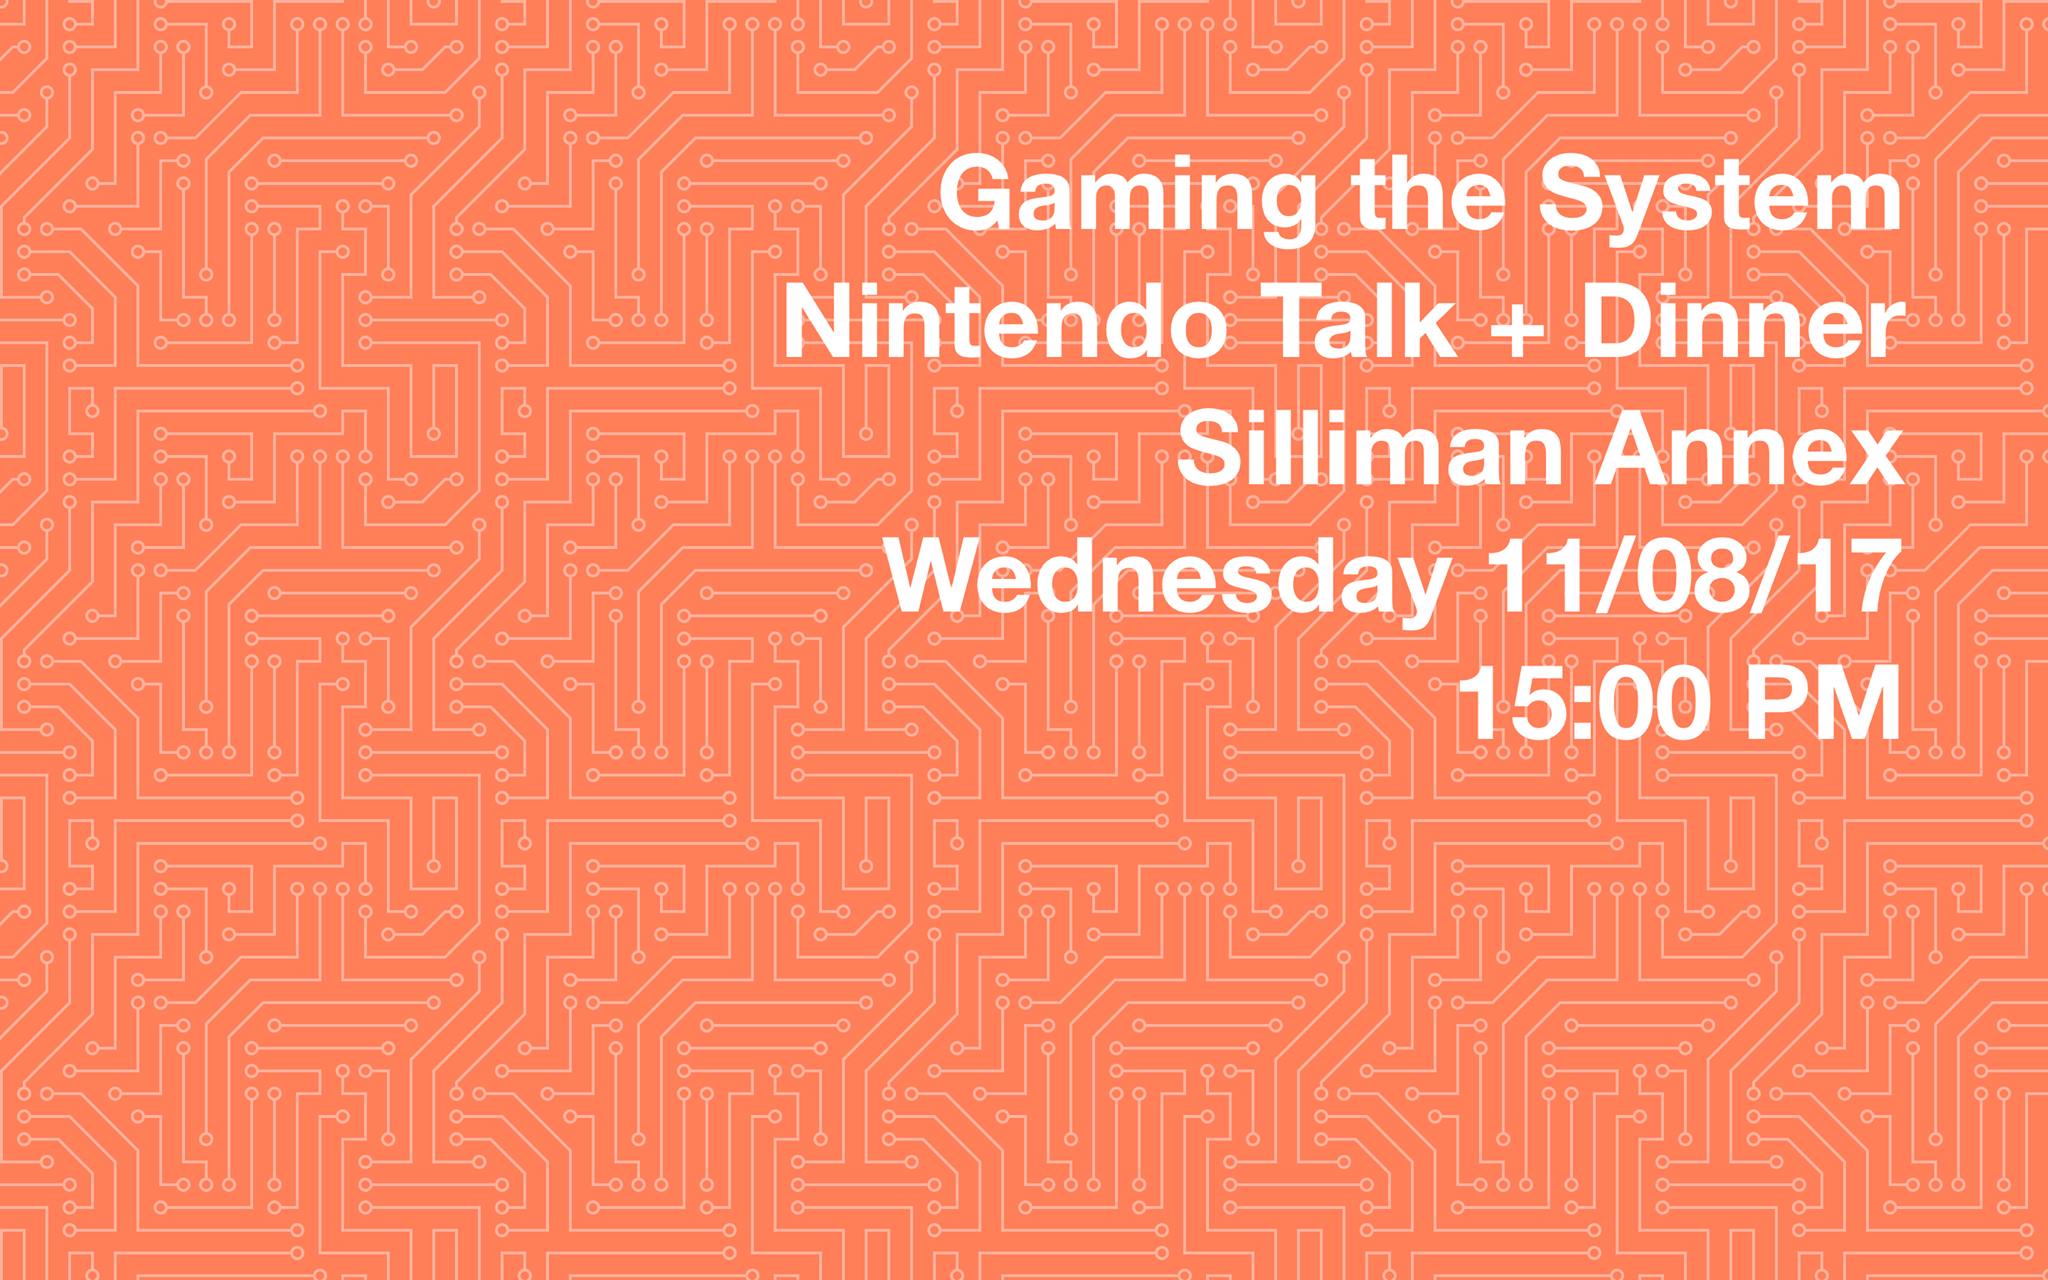 Gaming the System
Nintendo Talk + Dinner
Silliman Annex
Wednesday 11/08/17
15:00 PM